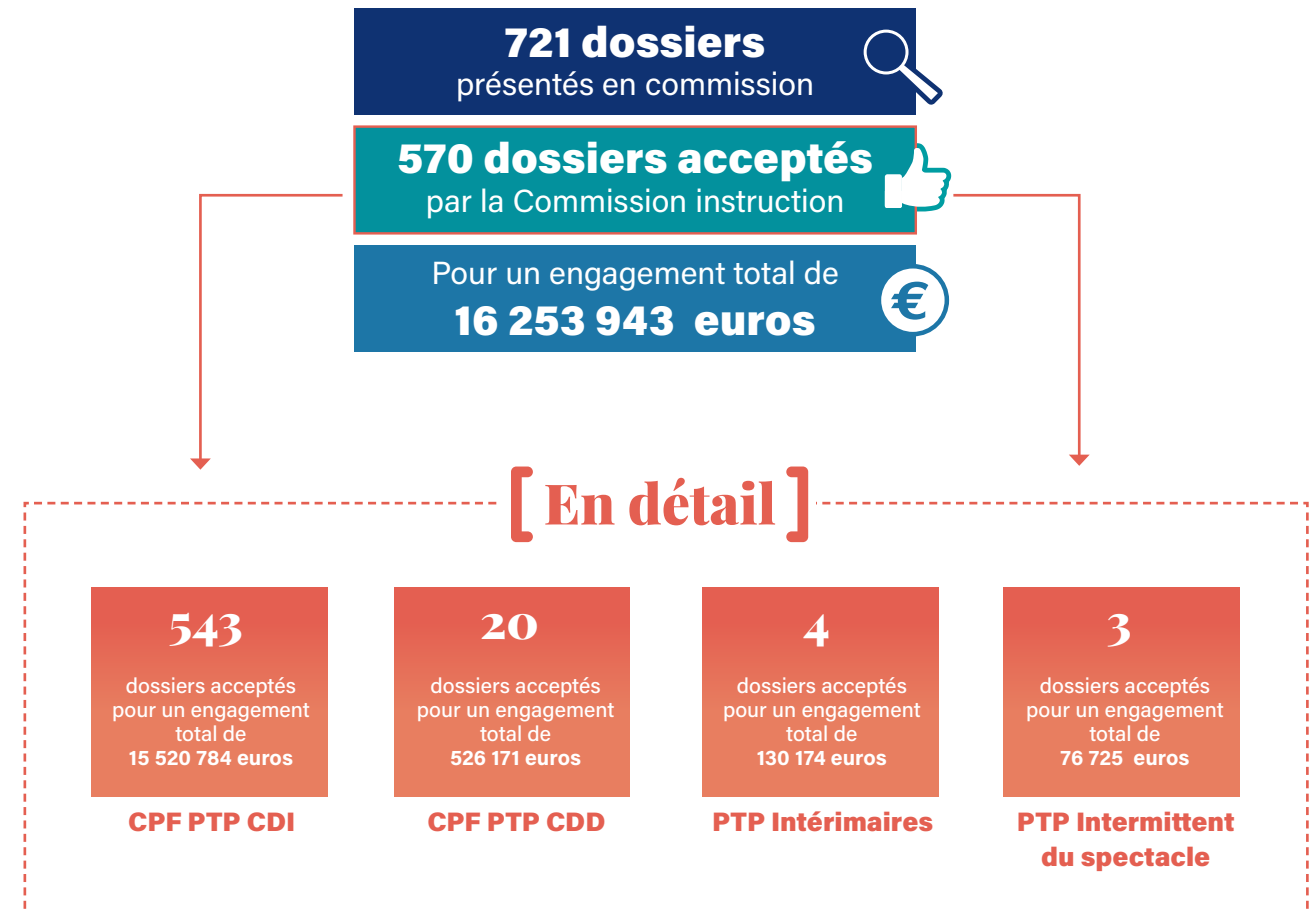 721 dossiers
présentés en commission
570 dossiers acceptés
par la Commission instruction
Pour un engagement total de
16 253 943 euros
€
[ En détail ]
543
dossiers acceptés
pour un engagement
total de
15 520 784 euros
CPF PTP CDI
20
dossiers acceptés
pour un engagement
total de
526 171 euros
CPF PTP CDD
4
dossiers acceptés
pour un engagement
total de
130 174 euros
PTP Intérimaires
3
dossiers acceptés
pour un engagement
total de
76 725 euros
PTP Intermittent
du spectacle